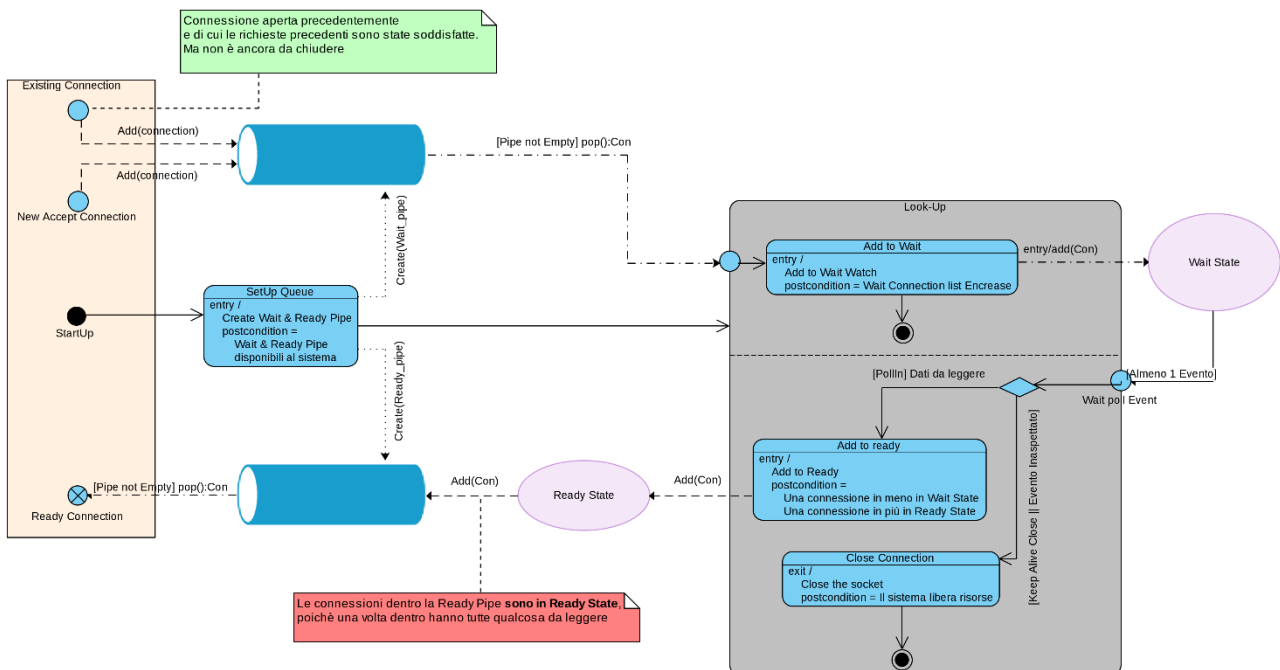 Connessione aperta precedentemente
e di cui le richieste precedenti sono state soddisfatte.
Ma non è ancora da chiudere
Existing Connection
Add(connection)
Add(connection)
New Accept Connection
[Pipe not Empty] pop():Con
Create(Wait_pipe)
StartUp
SetUp Queue
entry /
Create Wait & Ready Pipe
postcondition =
Wait & Ready Pipe
disponibili al sistema
Create(Ready_pipe)
Look-Up
Add to Wait
entry /
Add to Wait Watch
postcondition = Wait Connection list Encrease
entry/add(Con)
Wait State
[Almeno 1 Evento]
Wait pol Event
[PollIn] Dati da leggere
[Keep Alive Close || Evento Inaspettato]
Add to ready
entry /
Add to Ready
postcondition =
Una connessione in meno in Wait State
Una connessione in più in Ready State
Add(Con)
Ready State
Add(Con)
[Pipe not Empty] pop():Con
Ready Connection
Close Connection
exit /
Close the socket
postcondition = Il sistema libera risorse
Le connessioni dentro la Ready Pipe sono in Ready State,
poichè una volta dentro hanno tutte qualcosa da leggere